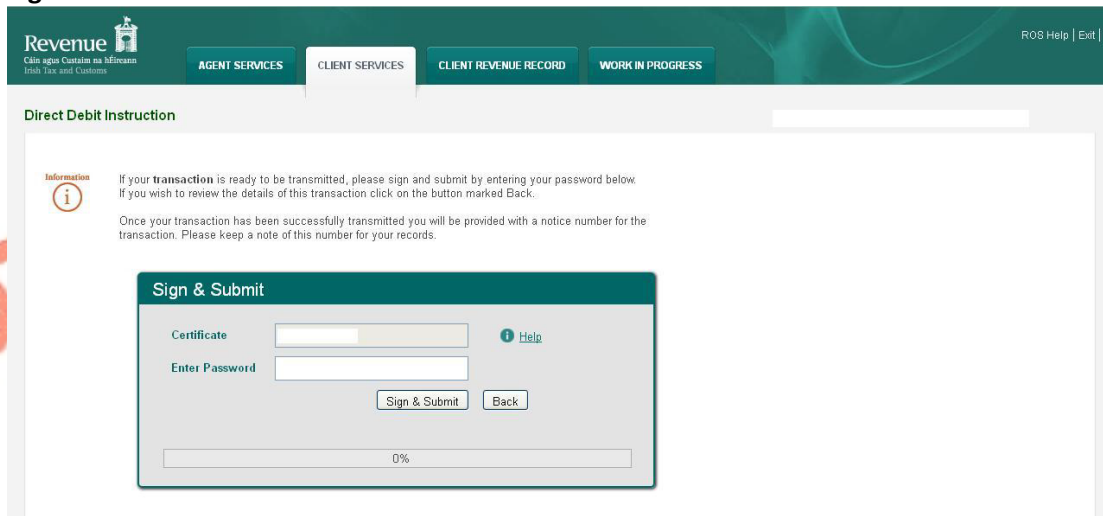 Revenue
Cáin agus Custaim na hÉireann
Irish Tax and Customs
AGENT SERVICES
CLIENT SERVICES
CLIENT REVENUE RECORD
WORK IN PROGRESS
ROS Help | Exit |
Direct Debit Instruction
Information
i
If your transaction is ready to be transmitted, please sign and submit by entering your password below.
If you wish to review the details of this transaction click on the button marked Back.
Once your transaction has been successfully transmitted you will be provided with a notice number for the
transaction. Please keep a note of this number for your records.
Sign & Submit
Certificate
i Help
Enter Password
Sign & Submit
Back
0%